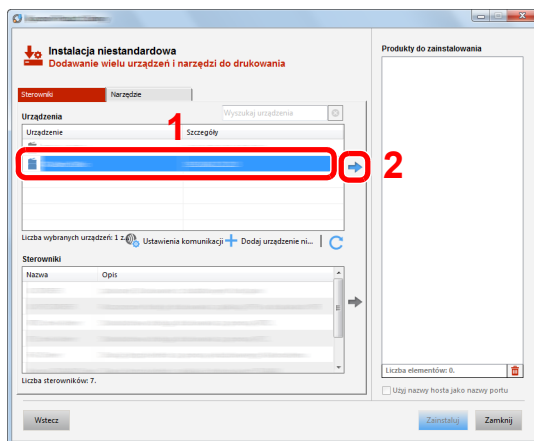 Instalacja niestandardowa
Dodawanie wielu urządzeń i narzędzi do drukowania
Produkty do zainstalowania
Sterowniki
Narzędzie
Urządzenia
Wyszukaj urządzenie
1
Urządzenie
Szczegóły
2
Liczba wybranych urządzeń: 1 z
Ustawienia komunikacji
Dodaj urządzenie ni...
Sterowniki
Nazwa
Opis
Liczba sterowników: 7.
Liczba elementów: 0.
Użyj nazwy hosta jako nazwy portu
Wstecz
Zainstaluj
Zamknij